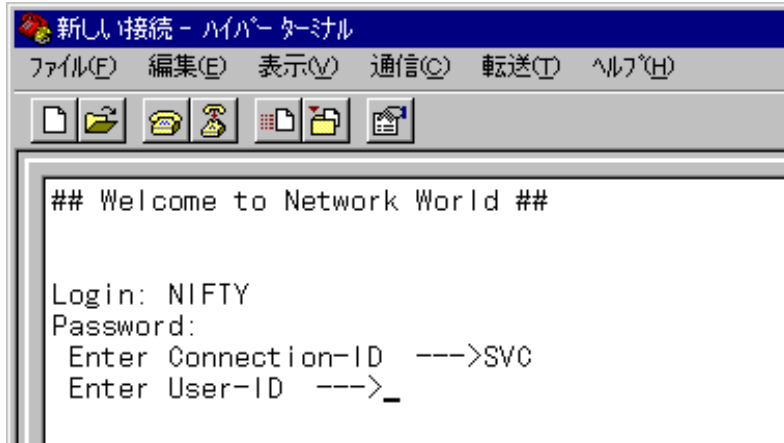 新しい接続 - ﾊｲﾊﾟｰ ﾀｰﾐﾅﾙ
ﾌｧｲﾙ(F) 編集(E) 表示(V) 通信(C) 転送(T) ﾍﾙﾌﾟ(H)
## Welcome to Network World ##
Login: NIFTY
Password:
Enter Connection-ID --->SVC
Enter User-ID --->_